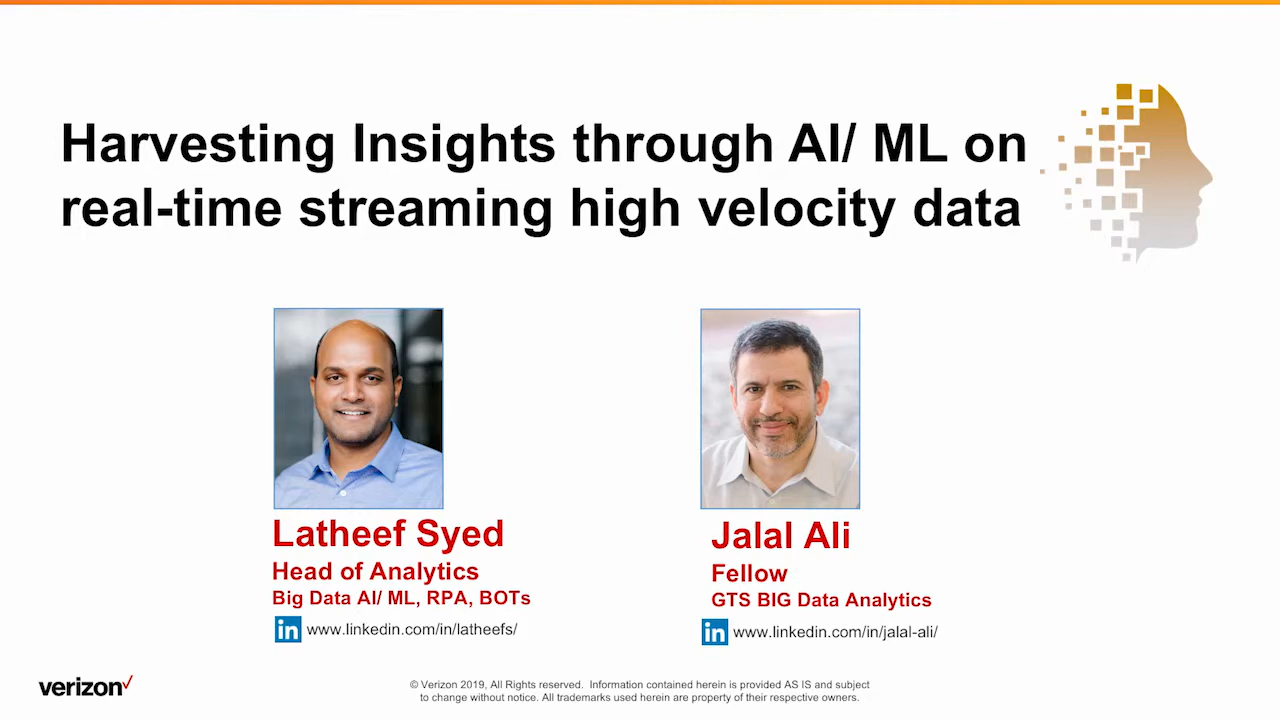 Harvesting Insights through AI/ ML on
real-time streaming high velocity data
Latheef Syed
Head of Analytics
Big Data AI/ ML, RPA, BOTs
in www.linkedin.com/in/latheefs/
Jalal Ali
Fellow
GTS BIG Data Analytics
in www.linkedin.com/in/jalal-ali/
verizon
© Verizon 2019, All Rights reserved. Information contained herein is provided AS IS and subject
to change without notice. All trademarks used herein are property of their respective owners.